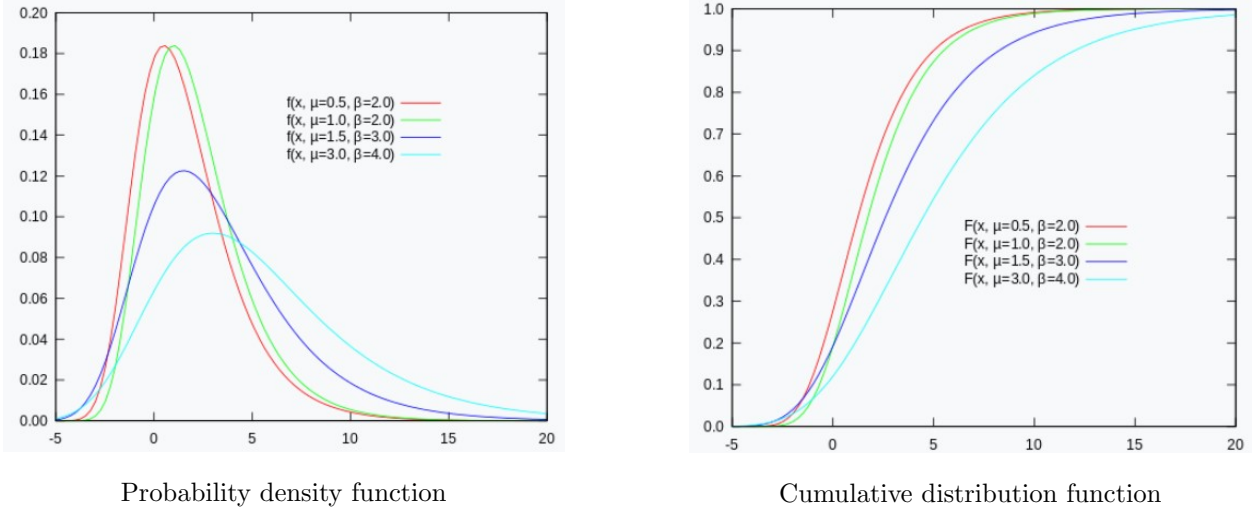 0.20
0.18
0.16
0.14
0.12
0.10
0.08
0.06
0.04
0.02
0.00
-5 0 5 10 15 20
f(x, μ=0.5, β=2.0)
f(x, μ=1.0, β=2.0)
f(x, μ=1.5, β=3.0)
f(x, μ=3.0, β=4.0)
Probability density function
1.0
0.9
0.8
0.7
0.6
0.5
0.4
0.3
0.2
0.1
0.0
-5 0 5 10 15 20
F(x, μ=0.5, β=2.0)
F(x, μ=1.0, β=2.0)
F(x, μ=1.5, β=3.0)
F(x, μ=3.0, β=4.0)
Cumulative distribution function